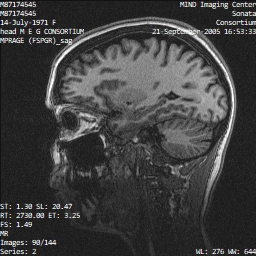 M87174545
M87174545
14-July-1971 F
head M E G CONSORTIUM
MPRAGE (FSPGR)_sag
MIND Imaging Center
Sonata
Consortium
21-September-2005 16:53:33
ST: 1.30 SL: 20.47
RT: 2730.00 ET: 3.25
FS: 1.49
MR
Images: 90/144
Series: 2
WL: 276 WW: 644